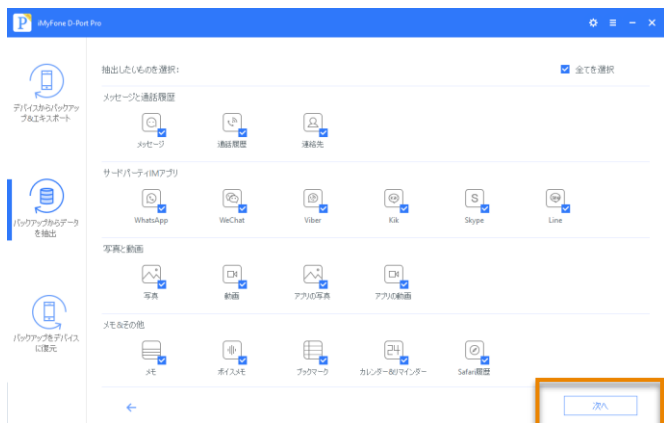 iMyFone D-Port Pro
抽出したいものを選択:
全てを選択
デバイスからバックアッ
プ&エキスポート
メッセージと通話履歴
メッセージ
通話履歴
連絡先
サードパーティIMアプリ
バックアップからデータ
を抽出
WhatsApp
WeChat
Viber
Kik
Skype
Line
写真と動画
写真
動画
アプリの写真
アプリの動画
バックアップをデバイス
に復元
メモ&その他
メモ
ボイスメモ
ブックマーク
カレンダー&リマインダー
Safari履歴
次へ